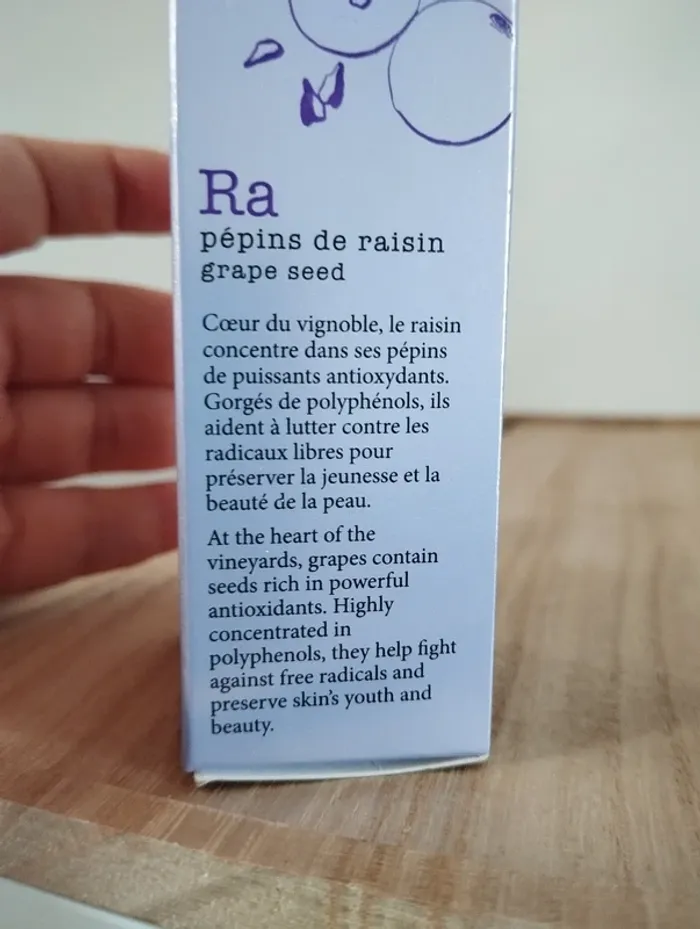 Ra
pépins de raisin
grape seed
Cœur du vignoble, le raisin
concentre dans ses pépins
de puissants antioxydants.
Gorgés de polyphénols, ils
aident à lutter contre les
radicaux libres pour
préserver la jeunesse et la
beauté de la peau.
At the heart of the
vineyards, grapes contain
seeds rich in powerful
antioxidants. Highly
concentrated in
polyphenols, they help fight
against free radicals and
preserve skin's youth and
beauty.